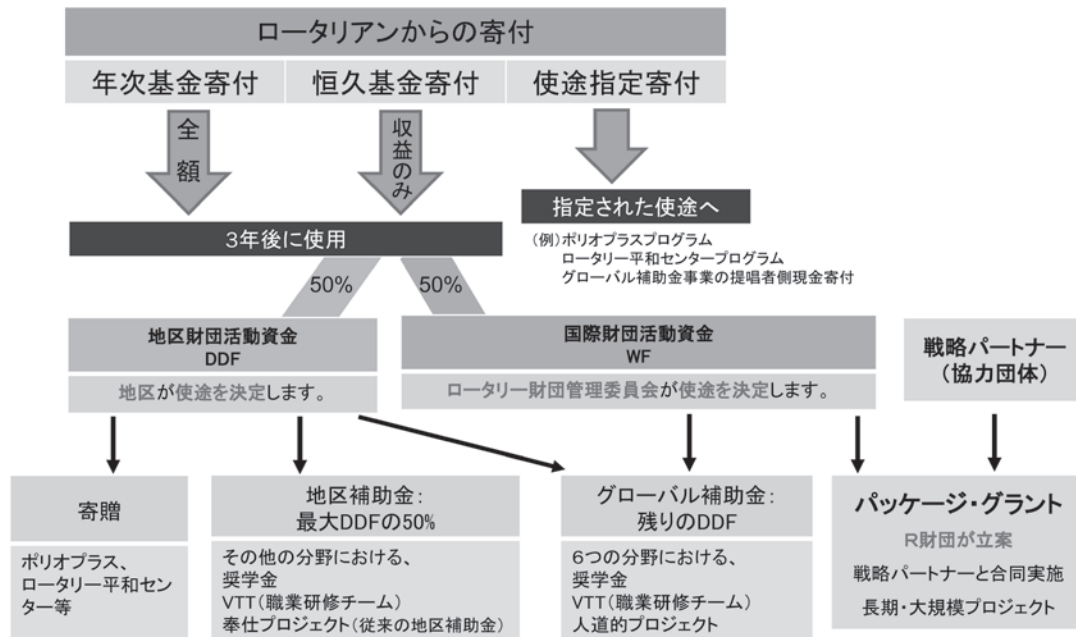 ロータリアンからの寄付
年次基金寄付
恒久基金寄付
使途指定寄付
全額
収益のみ
指定された使途へ
(例)ポリオプラスプログラム
ロータリー平和センタープログラム
グローバル補助金事業の提唱者側現金寄付
3年後に使用
50%
50%
地区財団活動資金
DDF
地区が使途を決定します。
国際財団活動資金
WF
ロータリー財団管理委員会が使途を決定します。
戦略パートナー
(協力団体)
寄贈
ポリオプラス、
ロータリー平和セン
ター等
地区補助金:
最大DDFの50%
その他の分野における、
奨学金
VTT(職業研修チーム)
奉仕プロジェクト(従来の地区補助金)
グローバル補助金:
残りのDDF
6つの分野における、
奨学金
VTT(職業研修チーム)
人道的プロジェクト
パッケージ・グラント
R財団が立案
戦略パートナーと合同実施
長期・大規模プロジェクト